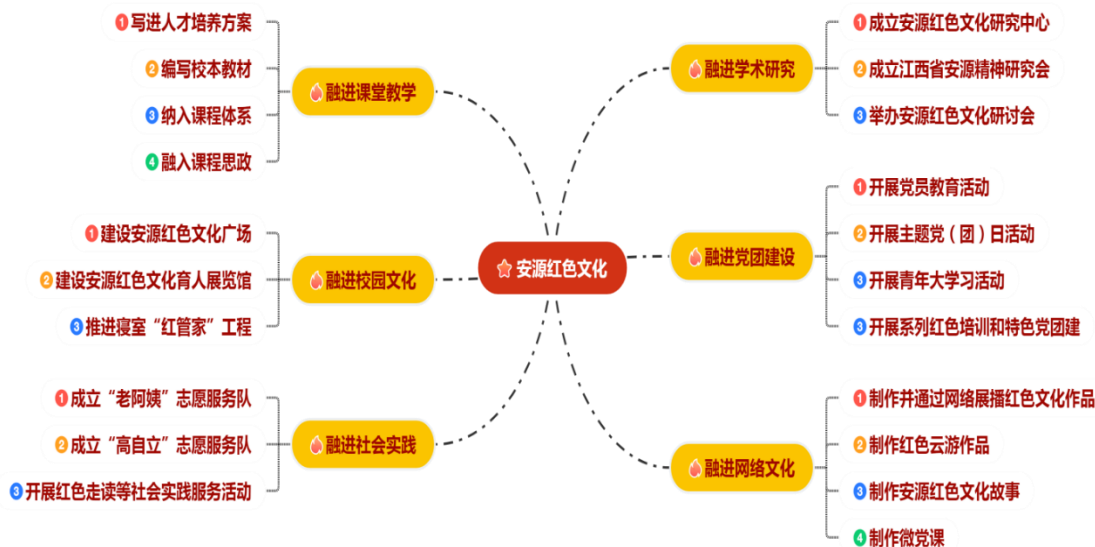 安源红色文化
融进课堂教学
1 写进人才培养方案
2 编写校本教材
3 纳入课程体系
4 融入课程思政
融进校园文化
1 建设安源红色文化广场
2 建设安源红色文化育人展览馆
3 推进寝室“红管家”工程
融进社会实践
1 成立“老阿姨”志愿服务队
2 成立“高自立”志愿服务队
3 开展红色走读等社会实践服务活动
融进学术研究
1 成立安源红色文化研究中心
2 成立江西省安源精神研究会
3 举办安源红色文化研讨会
融进党团建设
1 开展党员教育活动
2 开展主题党（团）日活动
3 开展青年大学习活动
3 开展系列红色培训和特色党团建
融进网络文化
1 制作并通过网络展播红色文化作品
2 制作红色云游作品
3 制作安源红色文化故事
4 制作微党课